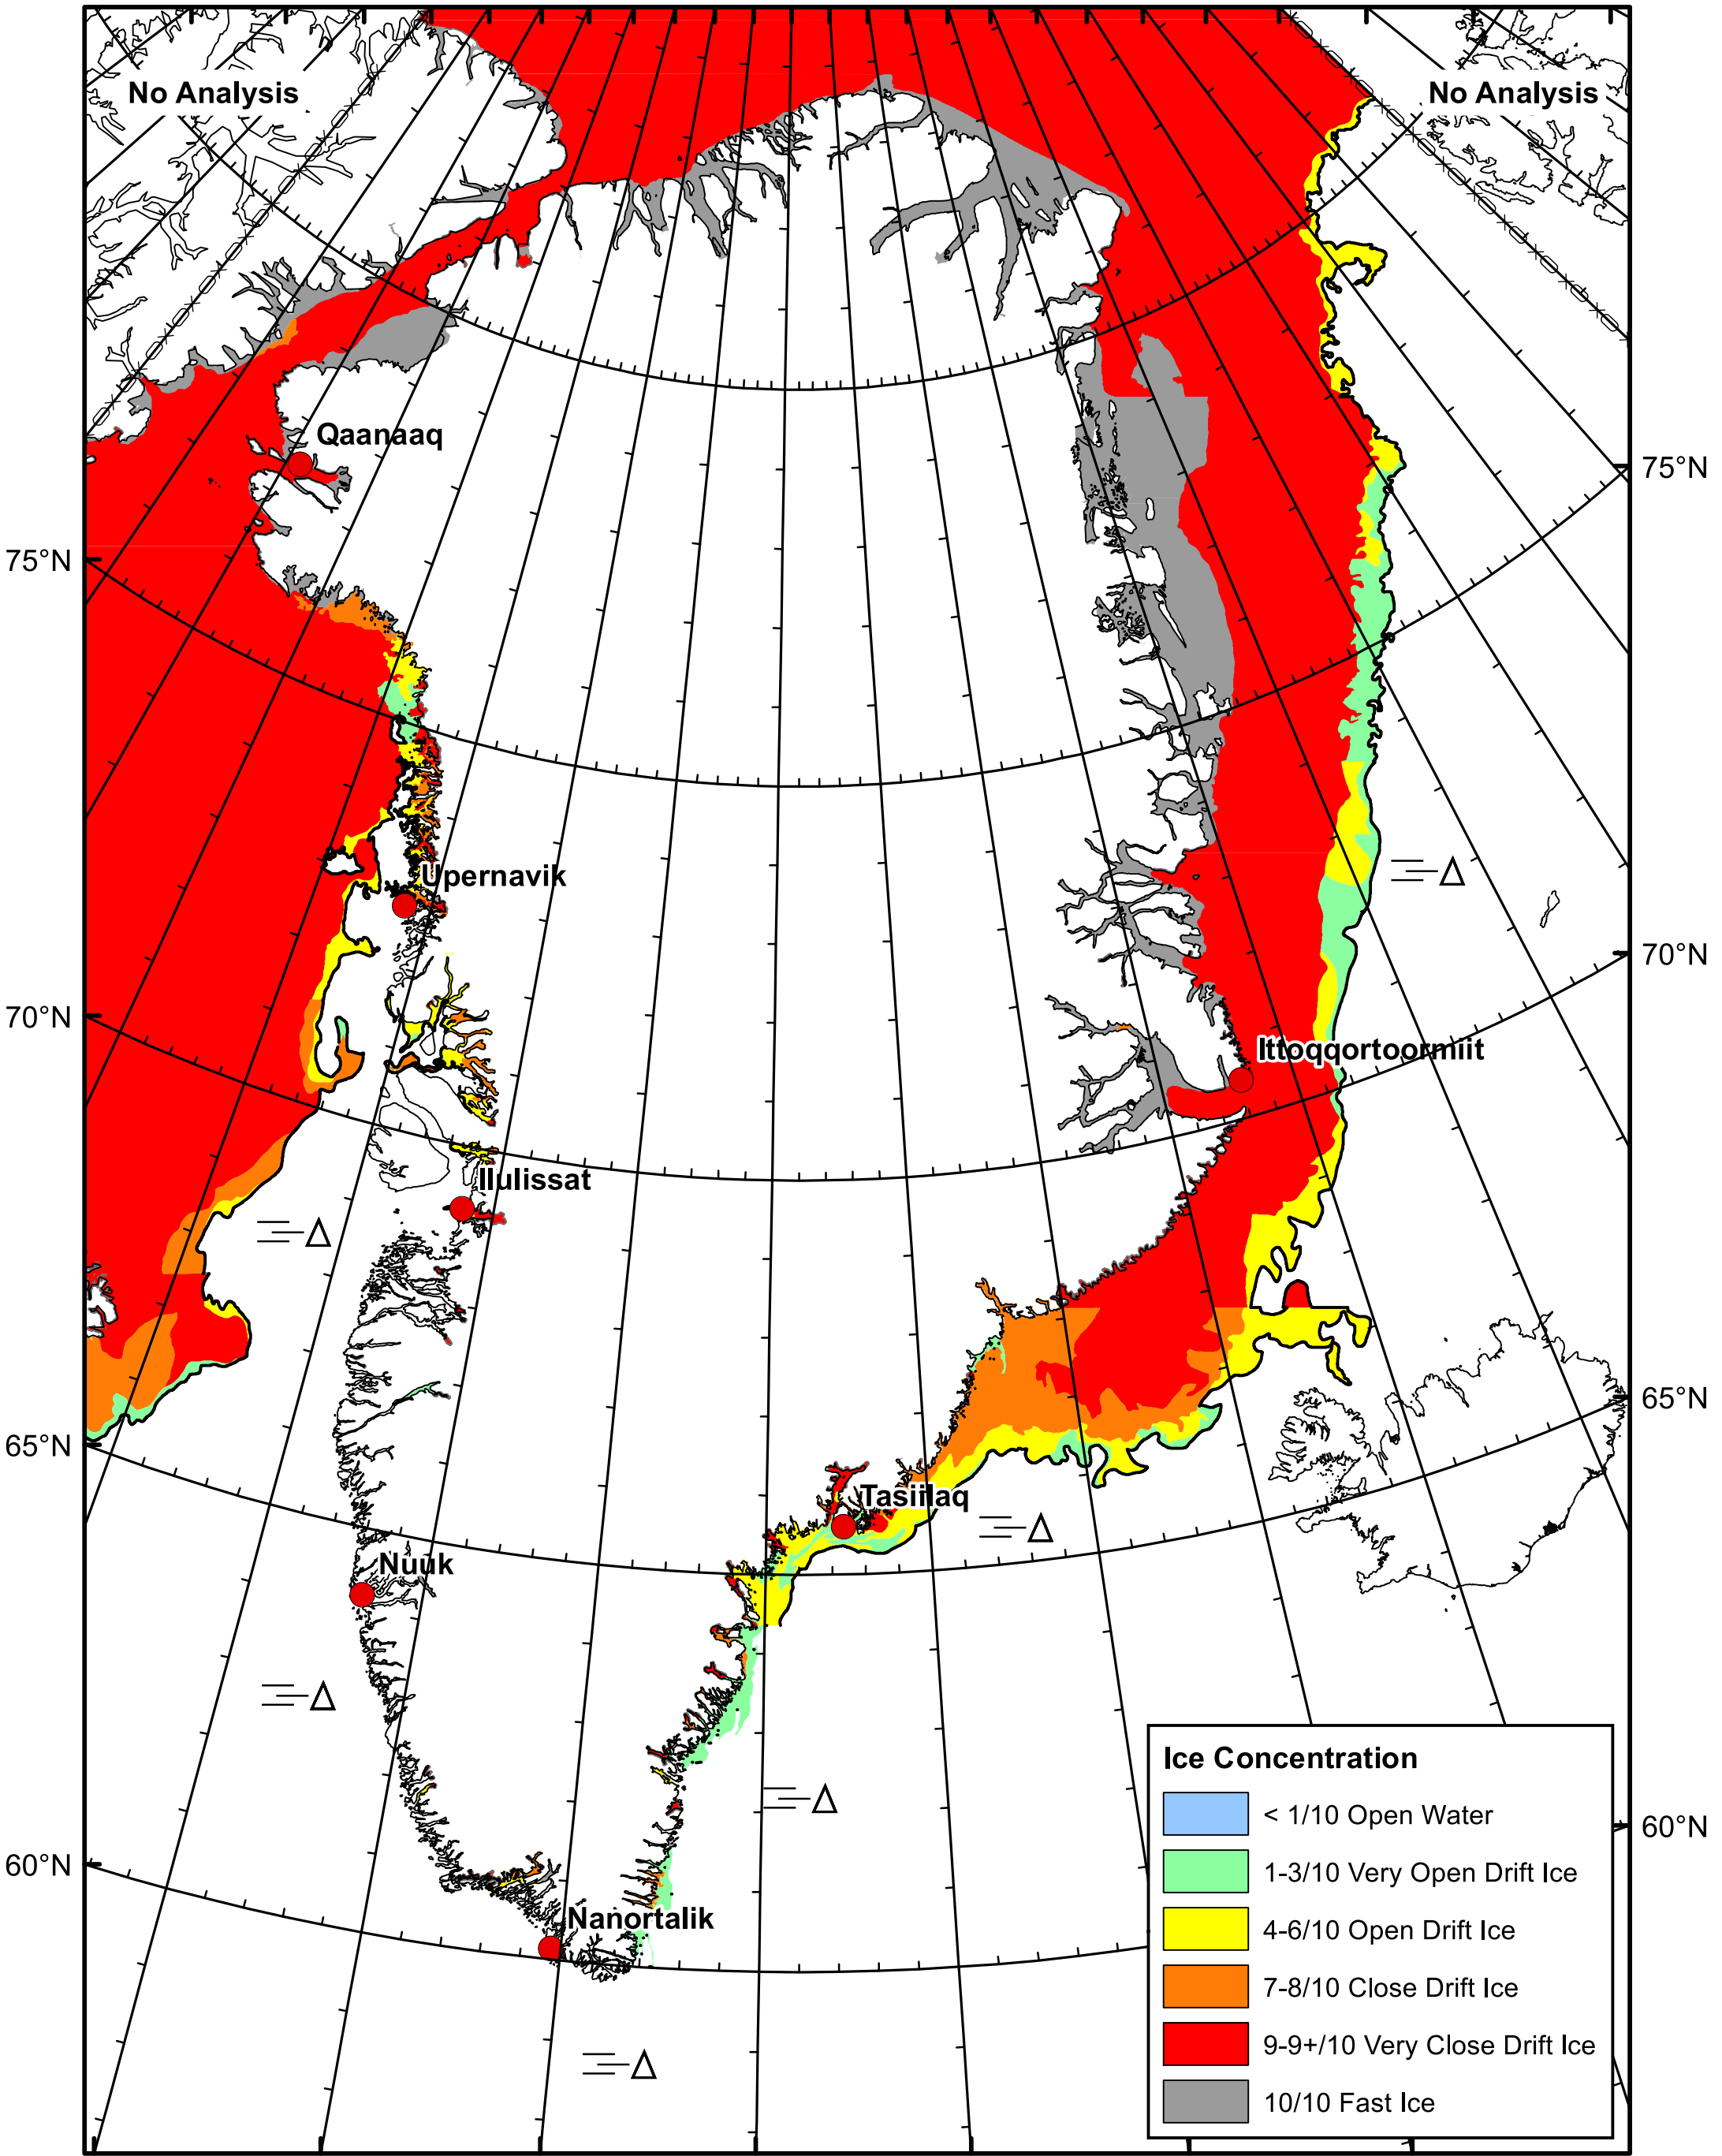 No Analysis
No Analysis
Qaanaaq
75°N
75°N
Upernavik
70°N
70°N
Ittoqqortoormiit
Ilulissat
65°N
65°N
Tasiilaq
Nuuk
60°N
60°N
Nanortalik
Ice Concentration
< 1/10 Open Water
1-3/10 Very Open Drift Ice
4-6/10 Open Drift Ice
7-8/10 Close Drift Ice
9-9+/10 Very Close Drift Ice
10/10 Fast Ice